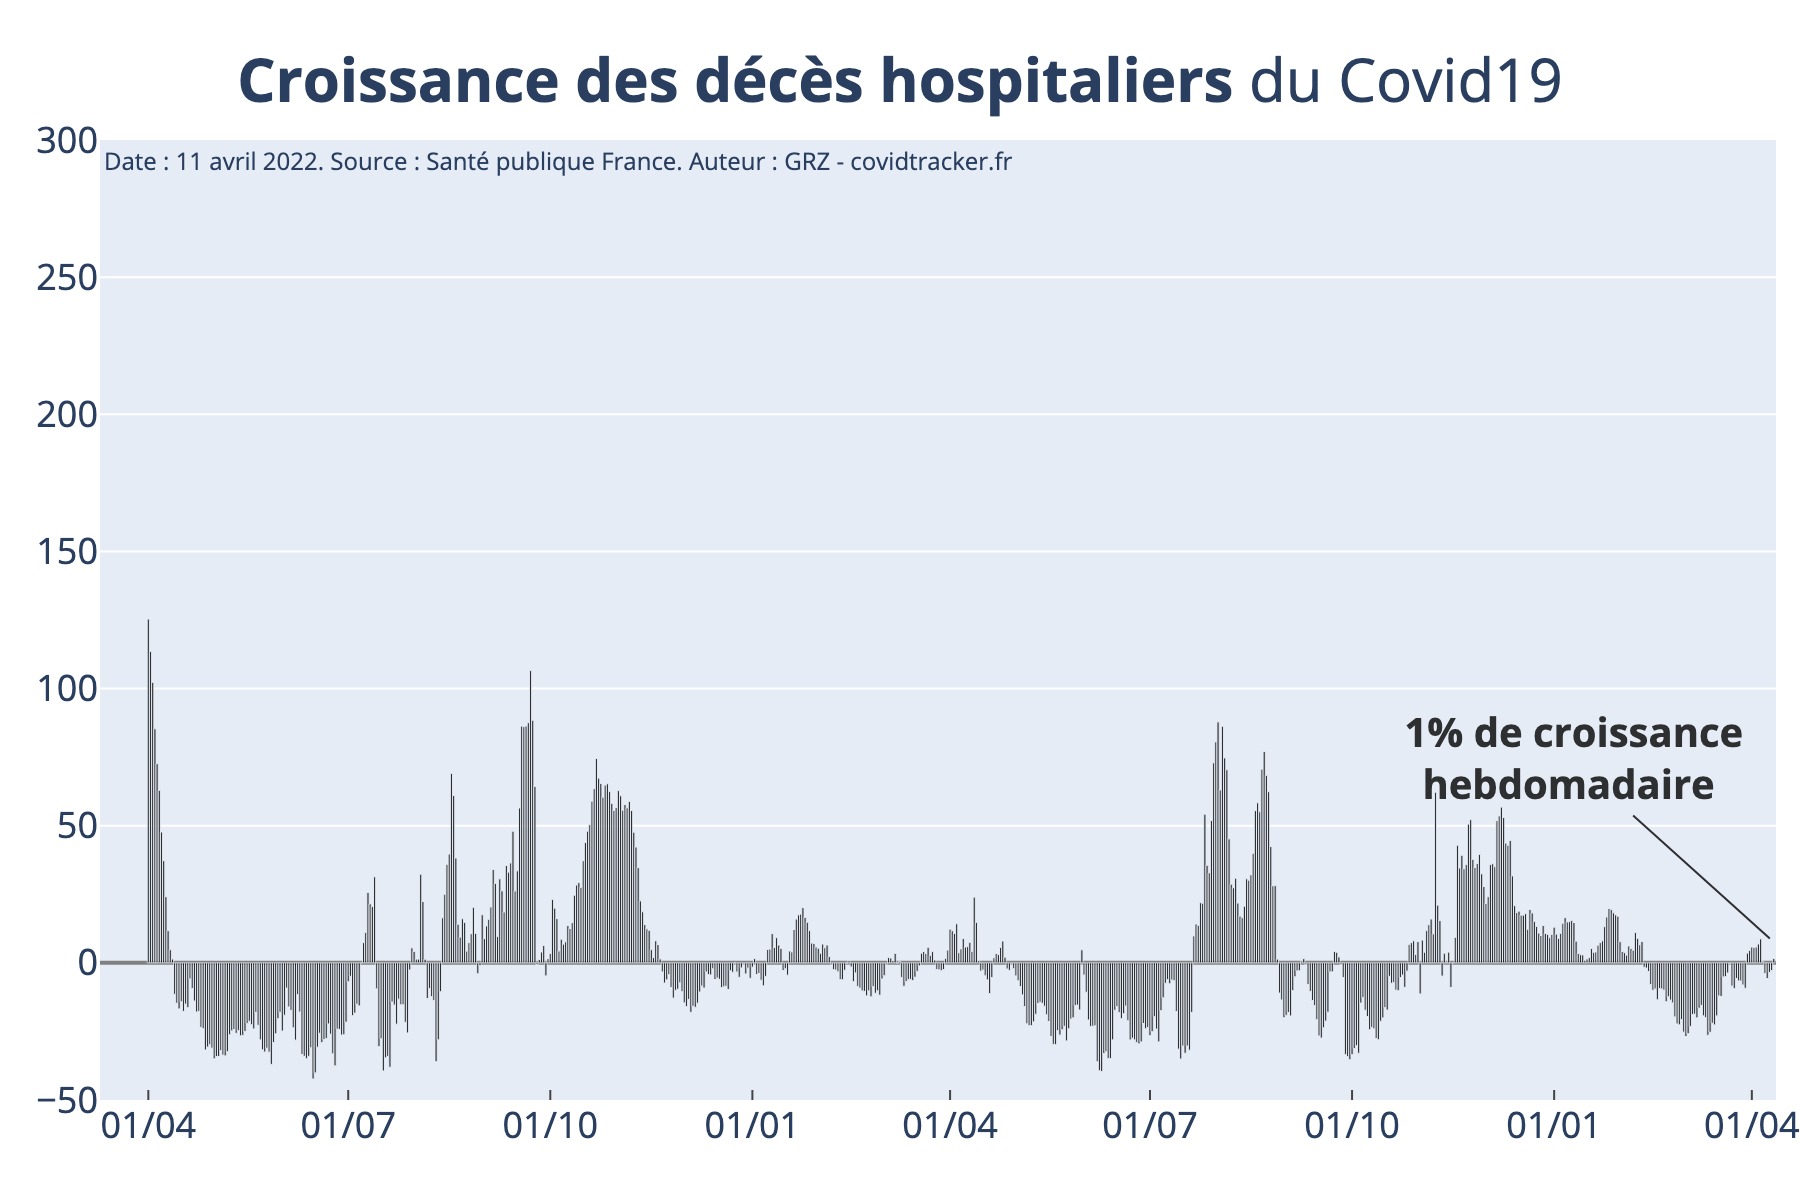 Croissance des décès hospitaliers du Covid19
300
Date : 11 avril 2022. Source : Santé publique France. Auteur : GRZ - covidtracker.fr
250
200
150
100
1% de croissance
hebdomadaire
50
0
−50
01/04 01/07 01/10 01/01 01/04 01/07 01/10 01/01 01/04